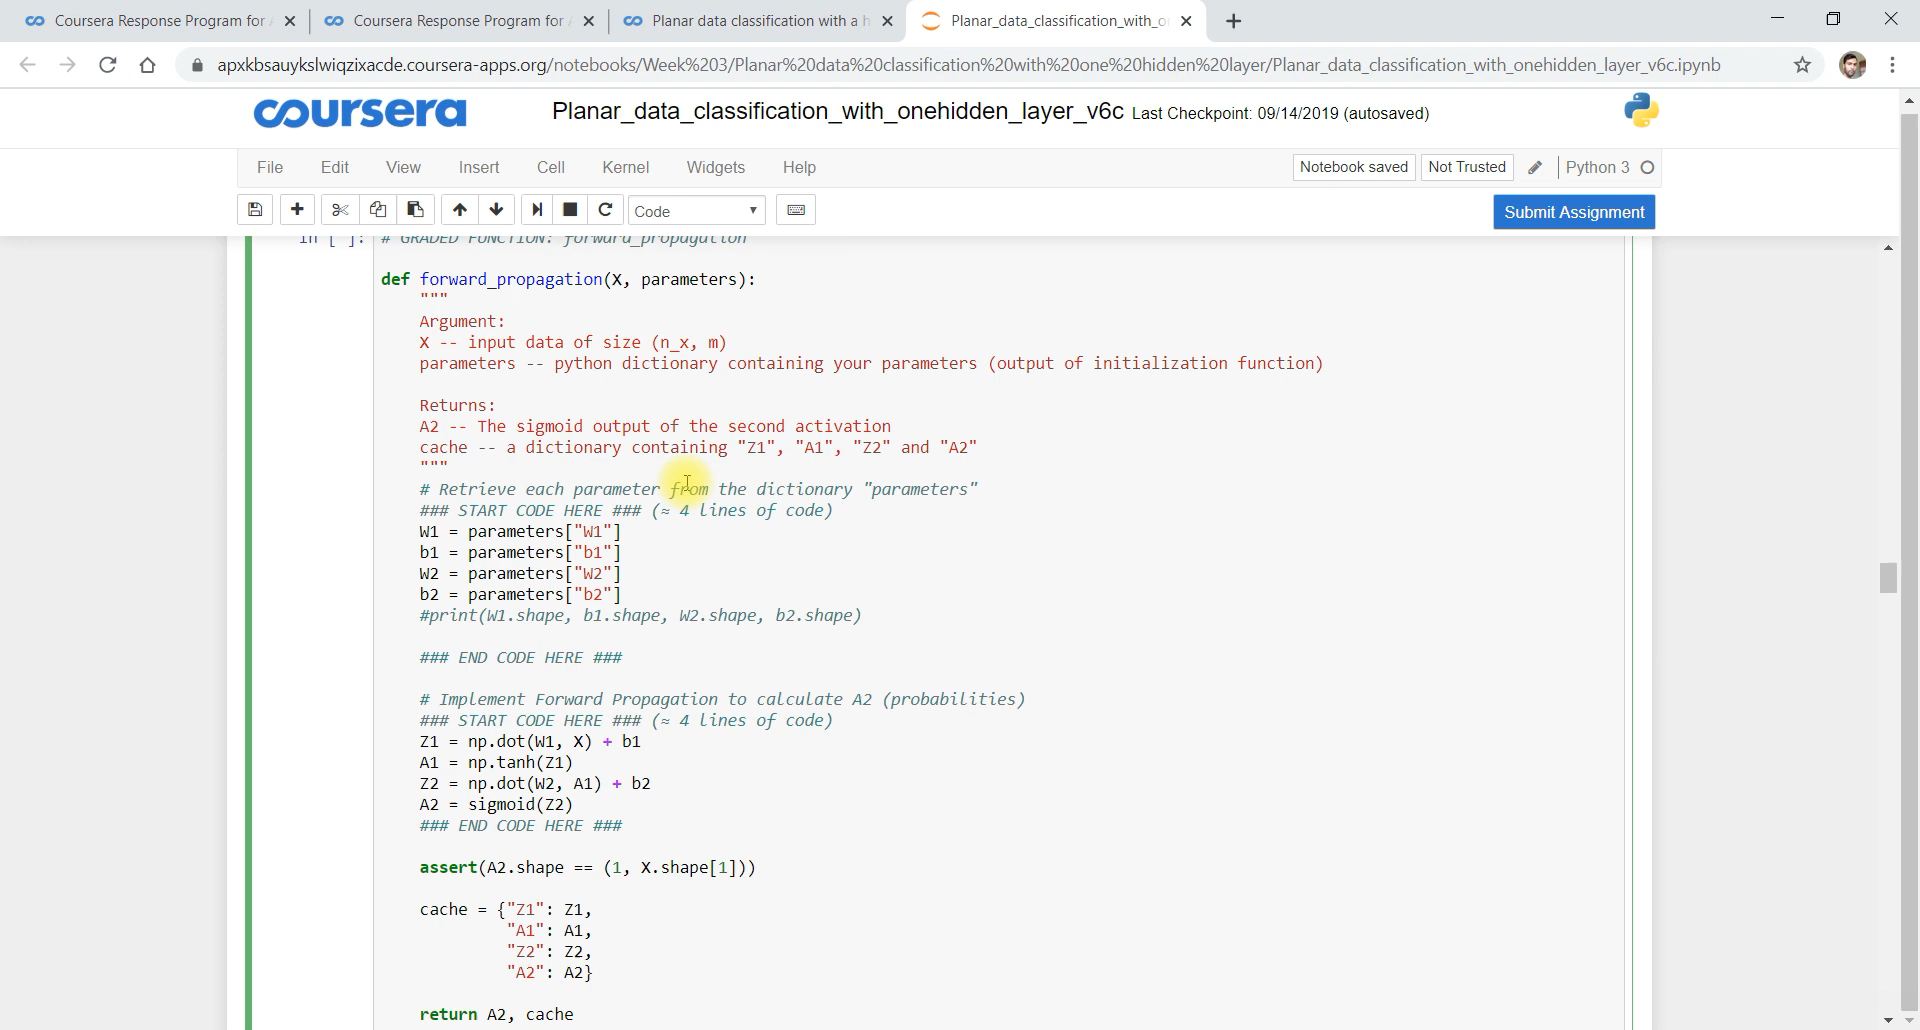 Coursera Response Program for
Coursera Response Program for
Planar data classification with a h
Planar_data_classification_with_o
apxkbsauykslwiqzixacde.coursera-apps.org/notebooks/Week%203/Planar%20data%20classification%20with%20one%20hidden%20layer/Planar_data_classification_with_onehidden_layer_v6c.ipynb
coursera
Planar_data_classification_with_onehidden_layer_v6c Last Checkpoint: 09/14/2019 (autosaved)
File Edit View Insert Cell Kernel Widgets Help
Notebook saved Not Trusted Python 3
Code
Submit Assignment
In [ ]: # GRADED FUNCTION: forward_propagation
def forward_propagation(X, parameters):
"""
Argument:
X -- input data of size (n_x, m)
parameters -- python dictionary containing your parameters (output of initialization function)
Returns:
A2 -- The sigmoid output of the second activation
cache -- a dictionary containing "Z1", "A1", "Z2" and "A2"
"""
# Retrieve each parameter from the dictionary "parameters"
### START CODE HERE ### (≈ 4 lines of code)
W1 = parameters["W1"]
b1 = parameters["b1"]
W2 = parameters["W2"]
b2 = parameters["b2"]
#print(W1.shape, b1.shape, W2.shape, b2.shape)
### END CODE HERE ###
# Implement Forward Propagation to calculate A2 (probabilities)
### START CODE HERE ### (≈ 4 lines of code)
Z1 = np.dot(W1, X) + b1
A1 = np.tanh(Z1)
Z2 = np.dot(W2, A1) + b2
A2 = sigmoid(Z2)
### END CODE HERE ###
assert(A2.shape == (1, X.shape[1]))
cache = {"Z1": Z1,
"A1": A1,
"Z2": Z2,
"A2": A2}
return A2, cache